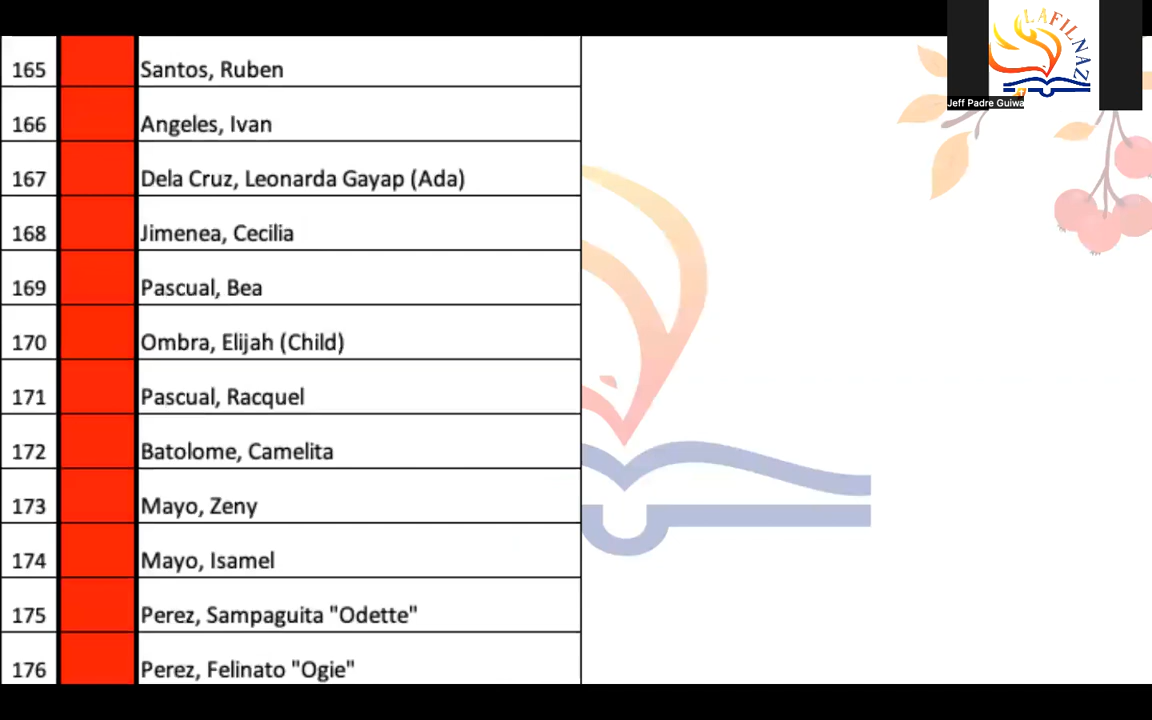 LAFILNAZ
Jeff Padre Guiwa
165 Santos, Ruben
166 Angeles, Ivan
167 Dela Cruz, Leonarda Gayap (Ada)
168 Jimenea, Cecilia
169 Pascual, Bea
170 Ombra, Elijah (Child)
171 Pascual, Racquel
172 Batolome, Camelita
173 Mayo, Zeny
174 Mayo, Isamel
175 Perez, Sampaguita "Odette"
176 Perez, Felinato "Ogie"